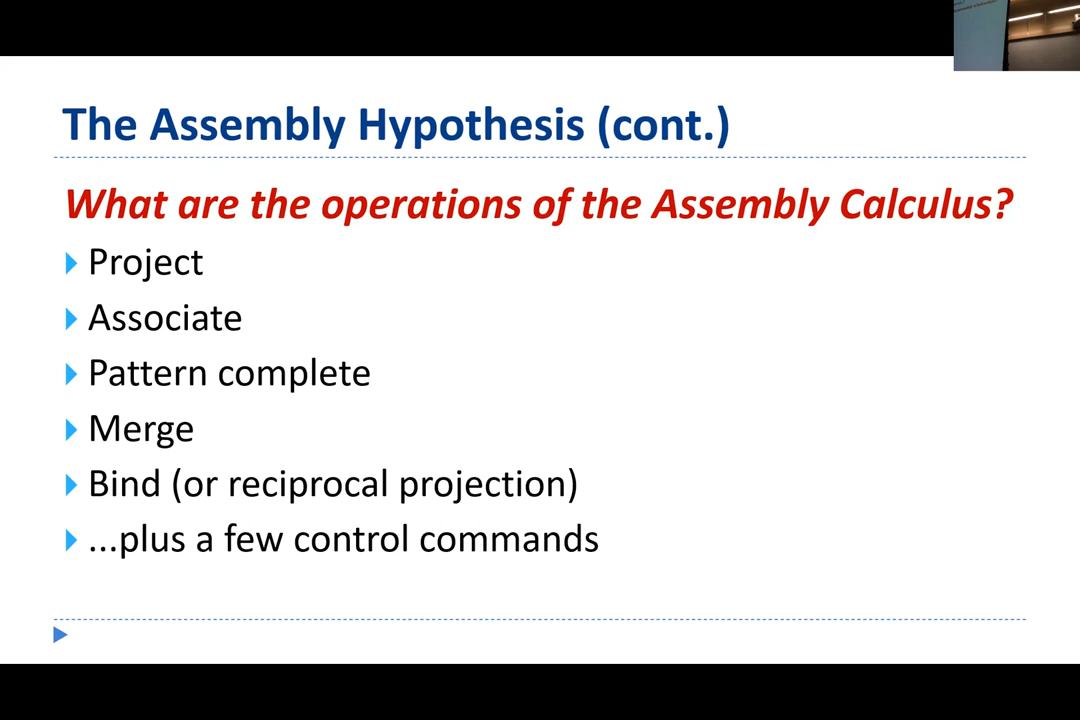 The Assembly Hypothesis (cont.)
What are the operations of the Assembly Calculus?
Project
Associate
Pattern complete
Merge
Bind (or reciprocal projection)
...plus a few control commands